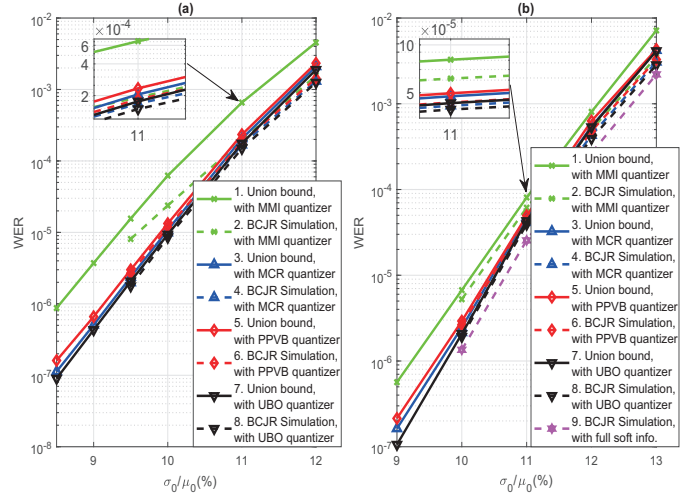 (a)
WER
10^-2
10^-3
10^-4
10^-5
10^-6
10^-7
10^-8
×10^-4
6
4
2
11
1. Union bound,
with MMI quantizer
2. BCJR Simulation,
with MMI quantizer
3. Union bound,
with MCR quantizer
4. BCJR Simulation,
with MCR quantizer
5. Union bound,
with PPVB quantizer
6. BCJR Simulation,
with PPVB quantizer
7. Union bound,
with UBO quantizer
8. BCJR Simulation,
with UBO quantizer
9 10 11 12
σ₀/μ₀(%)
(b)
WER
10^-2
10^-3
10^-4
10^-5
10^-6
10^-7
×10^-5
10
5
11
1. Union bound,
with MMI quantizer
2. BCJR Simulation,
with MMI quantizer
3. Union bound,
with MCR quantizer
4. BCJR Simulation,
with MCR quantizer
5. Union bound,
with PPVB quantizer
6. BCJR Simulation,
with PPVB quantizer
7. Union bound,
with UBO quantizer
8. BCJR Simulation,
with UBO quantizer
9. BCJR Simulation,
with full soft info.
9 10 11 12 13
σ₀/μ₀(%)